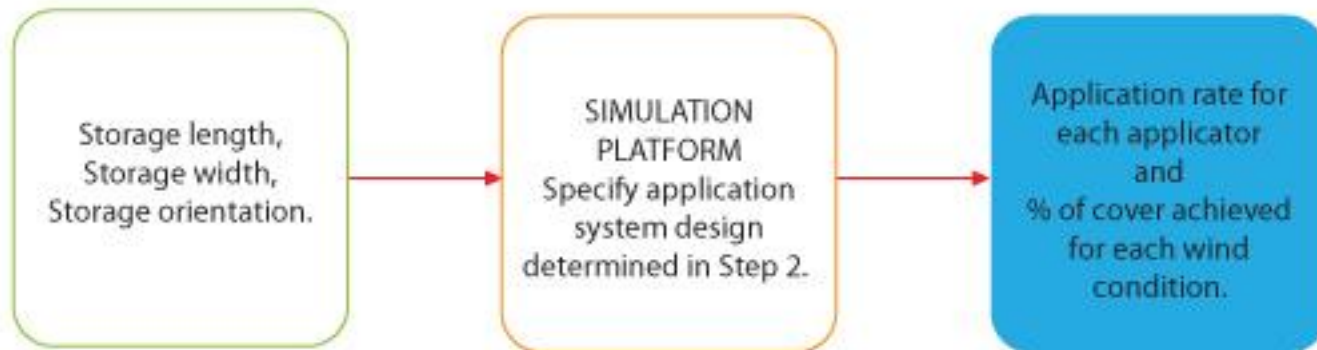 Storage length,
Storage width,
Storage orientation.
SIMULATION
PLATFORM
Specify application
system design
determined in Step 2.
Application rate for
each applicator
and
% of cover achieved
for each wind
condition.